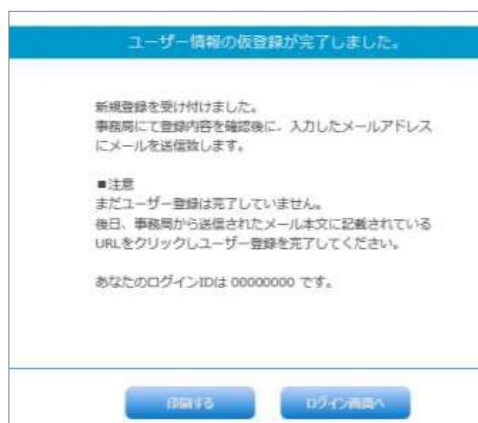 ユーザー情報の仮登録が完了しました。
新規登録を受け付けました。
事務局にて登録内容を確認後に、入力したメールアドレス
にメールを送信致します。
■注意
まだユーザー登録は完了していません。
後日、事務局から送信されたメール本文に記載されている
URLをクリックしユーザー登録を完了してください。
あなたのログインIDは 00000000 です。
印刷する
ログイン画面へ